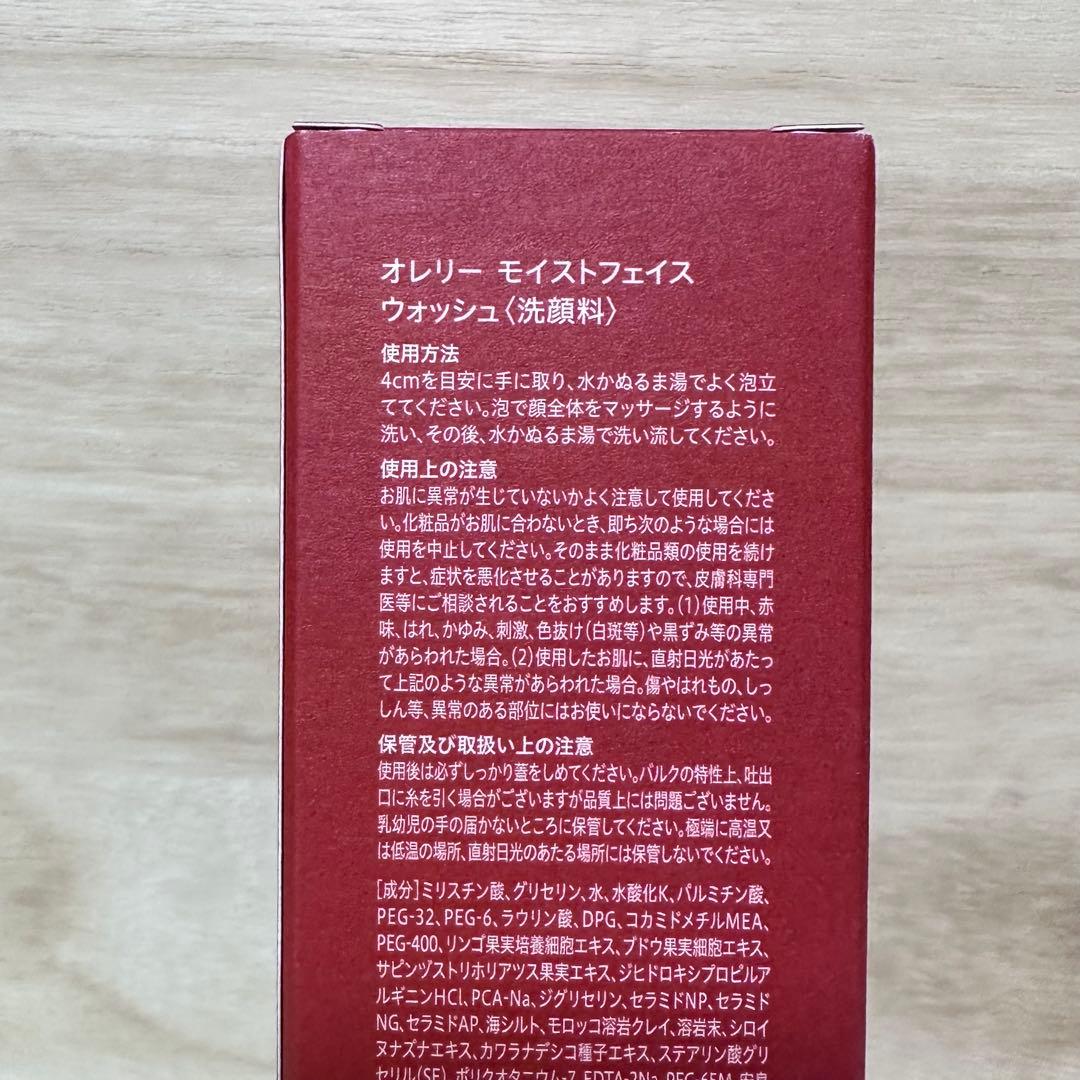 オレリー モイストフェイス
ウォッシュ〈洗顔料〉
使用方法
4cmを目安に手に取り、水かぬるま湯でよく泡立
ててください。泡で顔全体をマッサージするように
洗い、その後、水かぬるま湯で洗い流してください。
使用上の注意
お肌に異常が生じていないかよく注意して使用してくださ
い。化粧品がお肌に合わないとき、即ち次のような場合には
使用を中止してください。そのまま化粧品類の使用を続け
ますと、症状を悪化させることがありますので、皮膚科専門
医等にご相談されることをおすすめします。(1)使用中、赤
味、はれ、かゆみ、刺激、色抜け(白斑等)や黒ずみ等の異常
があらわれた場合。(2)使用したお肌に、直射日光があたっ
て上記のような異常があらわれた場合。傷やはれもの、しっ
しん等、異常のある部位にはお使いにならないでください。
保管及び取扱い上の注意
使用後は必ずしっかり蓋をしめてください。バルクの特性上、吐出
口に糸を引く場合がございますが品質上には問題ございません。
乳幼児の手の届かないところに保管してください。極端に高温又
は低温の場所、直射日光のあたる場所には保管しないでください。
[成分]ミリスチン酸、グリセリン、水、水酸化K、パルミチン酸、
PEG-32、PEG-6、ラウリン酸、DPG、コカミドメチルMEA、
PEG-400、リンゴ果実培養細胞エキス、ブドウ果実細胞エキス、
サピンヅストリホリアツス果実エキス、ジヒドロキシプロピルア
ルギニンHCl、PCA-Na、ジグリセリン、セラミドNP、セラミド
NG、セラミドAP、海シルト、モロッコ溶岩クレイ、溶岩末、シロイ
ヌナズナエキス、カワラナデシコ種子エキス、ステアリン酸グリ
セリル(SE)、ポリクオタニウム-7、EDTA-2Na、PEG-65M、安息